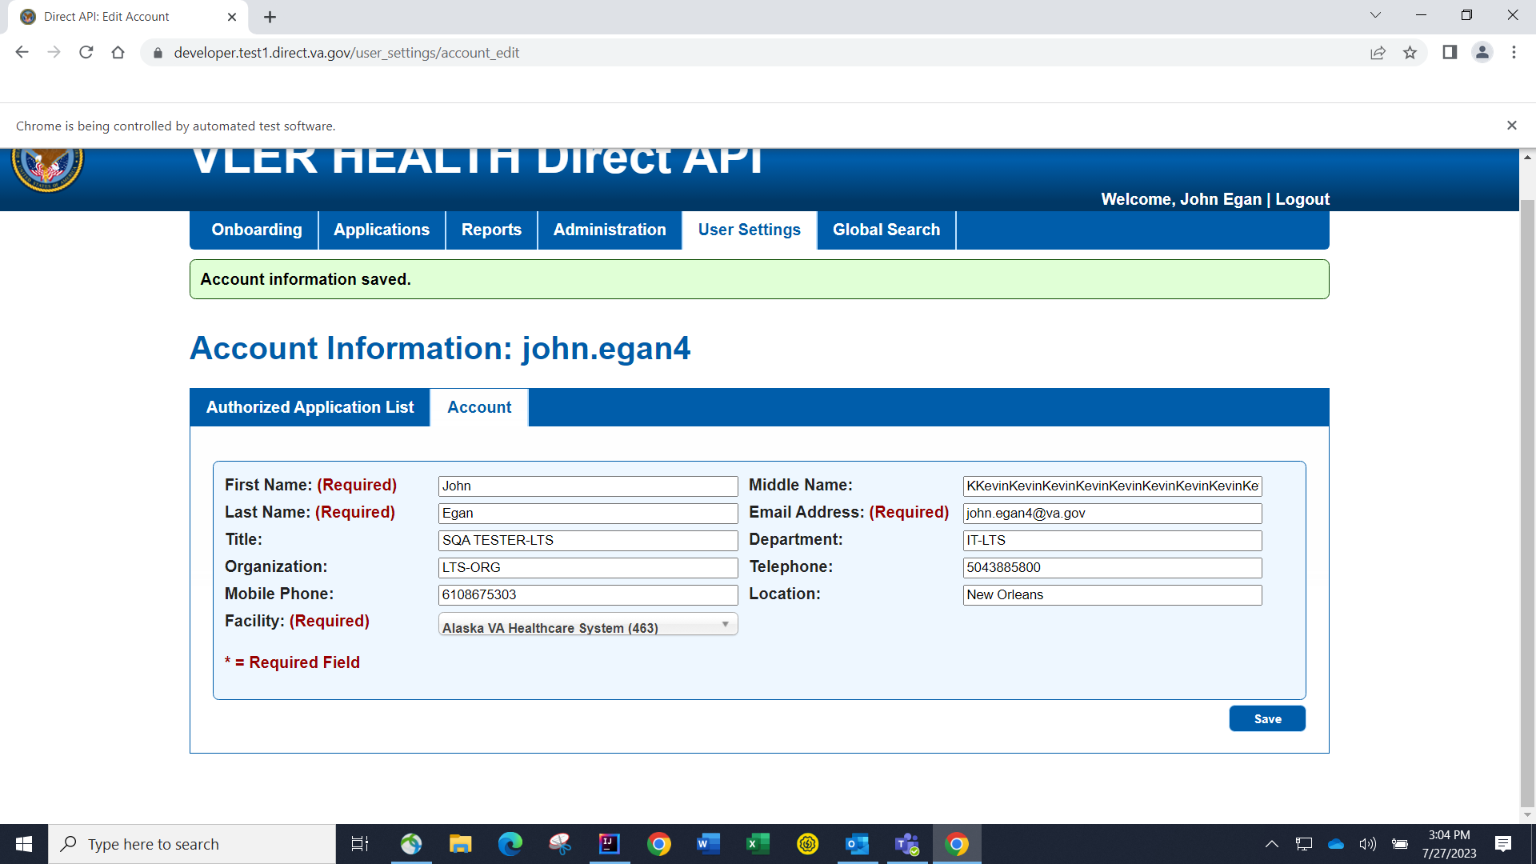 Direct API: Edit Account
developer.test1.direct.va.gov/user_settings/account_edit
Chrome is being controlled by automated test software.
VLER HEALTH Direct API
Welcome, John Egan | Logout
Onboarding Applications Reports Administration User Settings Global Search
Account information saved.
Account Information: john.egan4
Authorized Application List Account
First Name: (Required) John Middle Name: KKevinKevinKevinKevinKevinKevinKevinKevinKe
Last Name: (Required) Egan Email Address: (Required) john.egan4@va.gov
Title: SQA TESTER-LTS Department: IT-LTS
Organization: LTS-ORG Telephone: 5043885800
Mobile Phone: 6108675303 Location: New Orleans
Facility: (Required) Alaska VA Healthcare System (463)
* = Required Field
Save
Type here to search
3:04 PM
7/27/2023